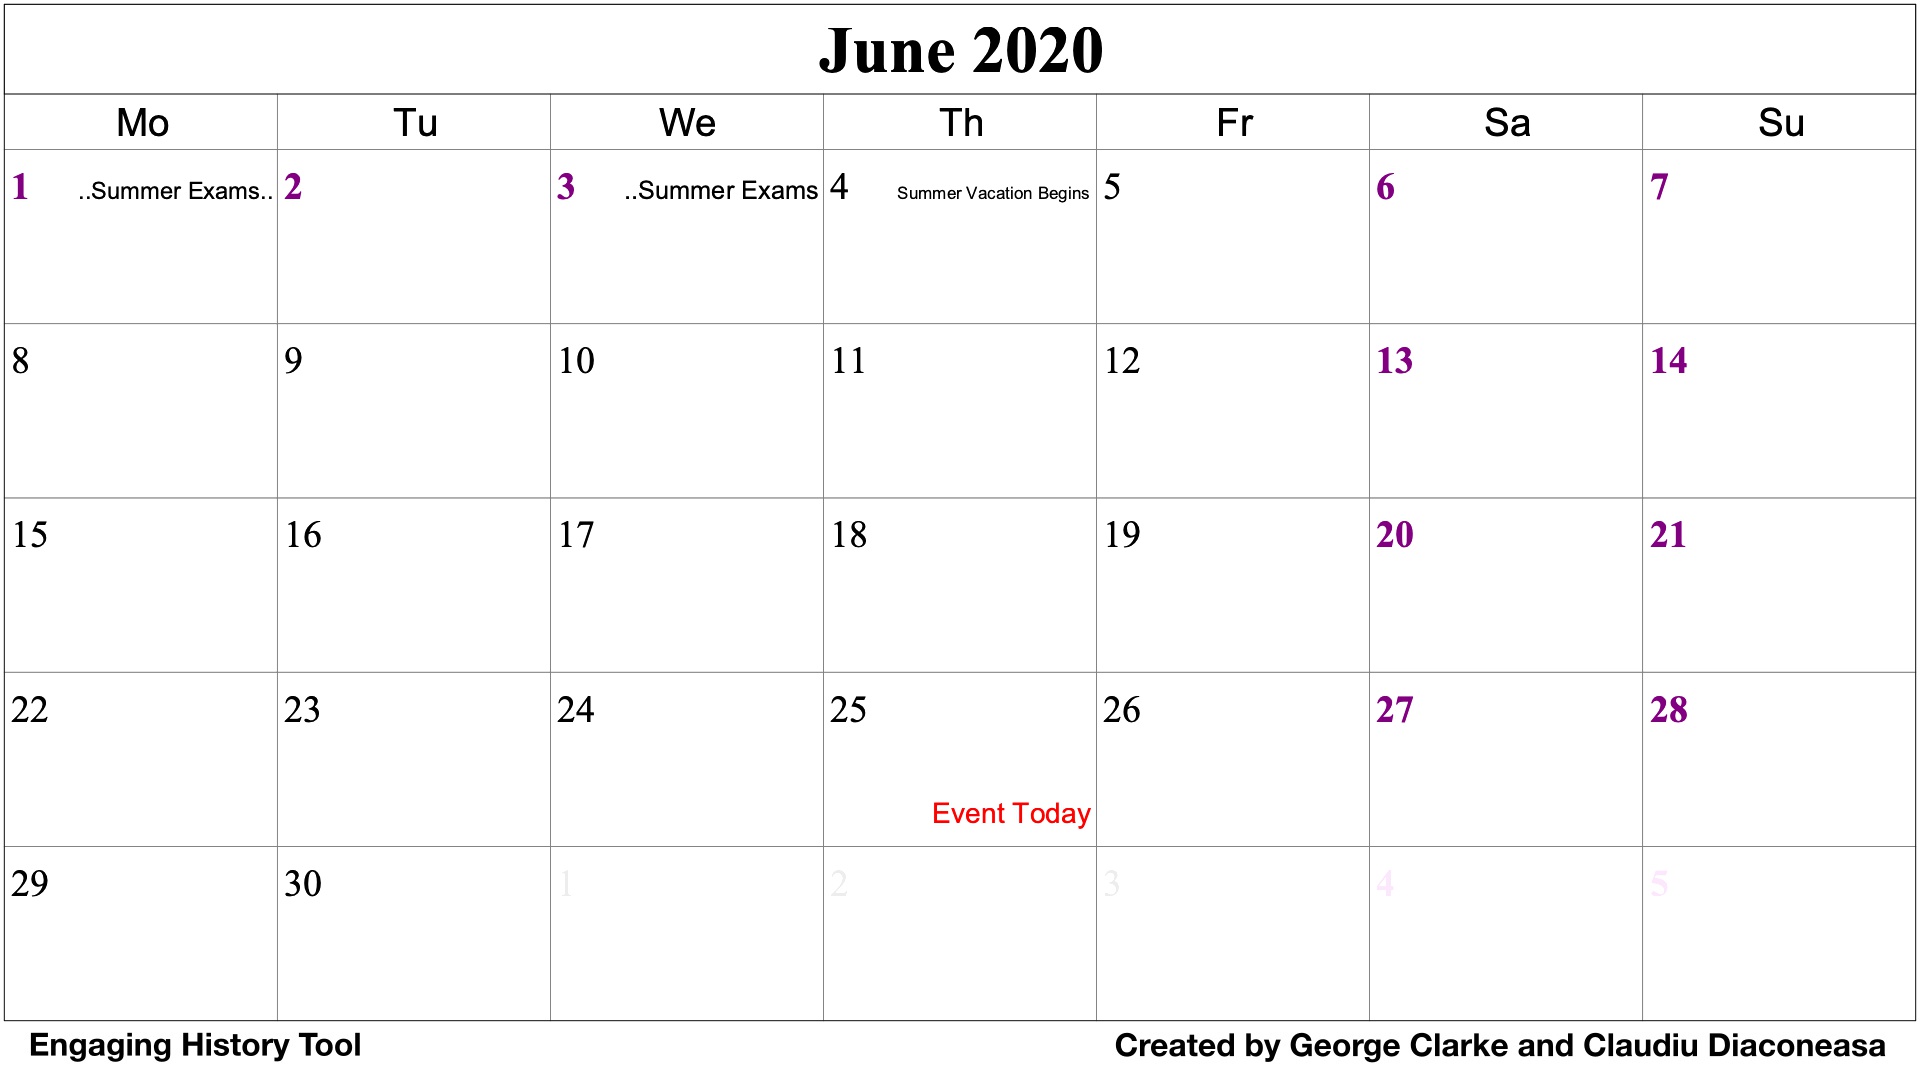 June 2020
Mo Tu We Th Fr Sa Su
1 ..Summer Exams.. 2 3 ..Summer Exams 4 Summer Vacation Begins 5 6 7
8 9 10 11 12 13 14
15 16 17 18 19 20 21
22 23 24 25 26 27 28
Event Today
29 30 1 2 3 4 5
Engaging History Tool Created by George Clarke and Claudiu Diaconeasa